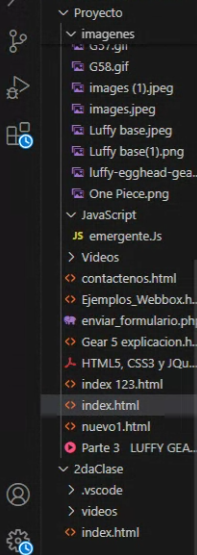 Proyecto
imagenes
G57.gif
G58.gif
images (1).jpeg
images.jpeg
Luffy base.jpeg
Luffy base(1).png
luffy-egghead-gea...
One Piece.png
JavaScript
JS emergente.Js
Videos
contactenos.html
Ejemplos_Webbox.h...
enviar_formulario.php
Gear 5 explicacion.h...
HTML5, CSS3 y JQu...
index 123.html
index.html
nuevo1.html
Parte 3 LUFFY GEA...
2daClase
.vscode
videos
index.html